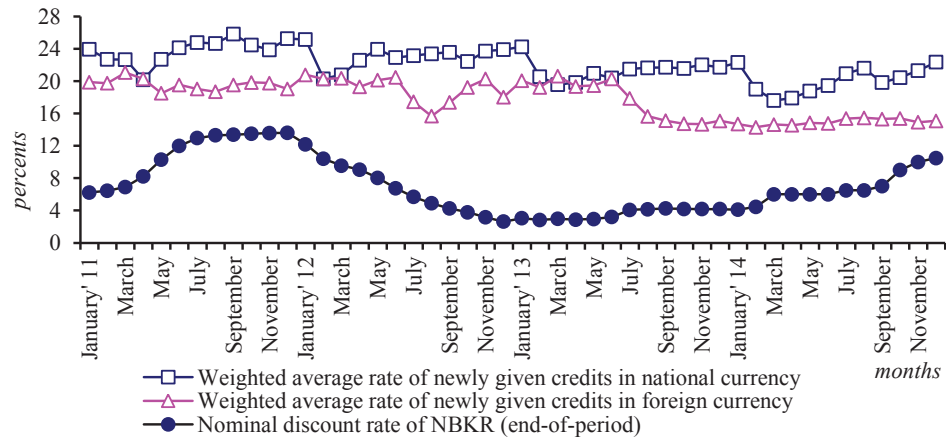 28
24
20
16
12
8
4
0
percents
January' 11
March
May
July
September
November
January' 12
March
May
July
September
November
January' 13
March
May
July
September
November
January' 14
March
May
July
September
November
months
Weighted average rate of newly given credits in national currency
Weighted average rate of newly given credits in foreign currency
Nominal discount rate of NBKR (end-of-period)